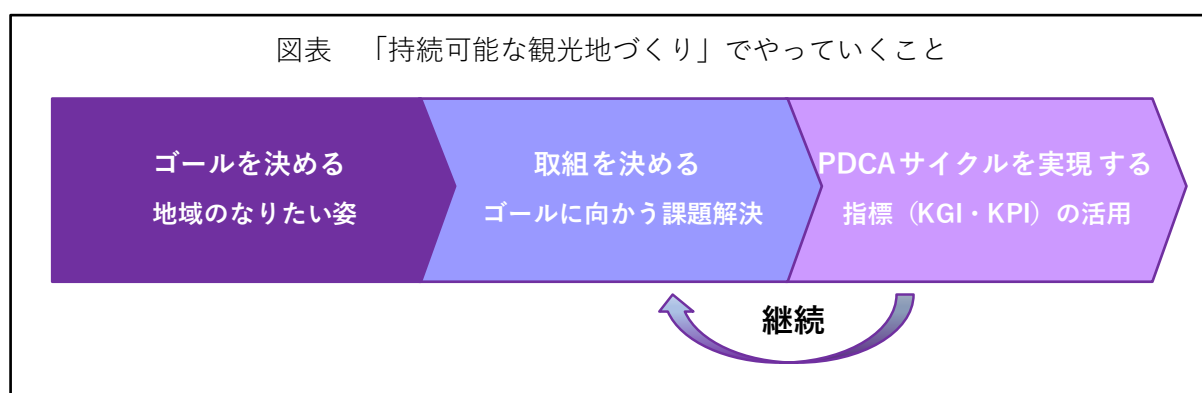 図表　「持続可能な観光地づくり」でやっていくこと
ゴールを決める
地域のなりたい姿
取組を決める
ゴールに向かう課題解決
PDCAサイクルを実現する
指標（KGI・KPI）の活用
継続